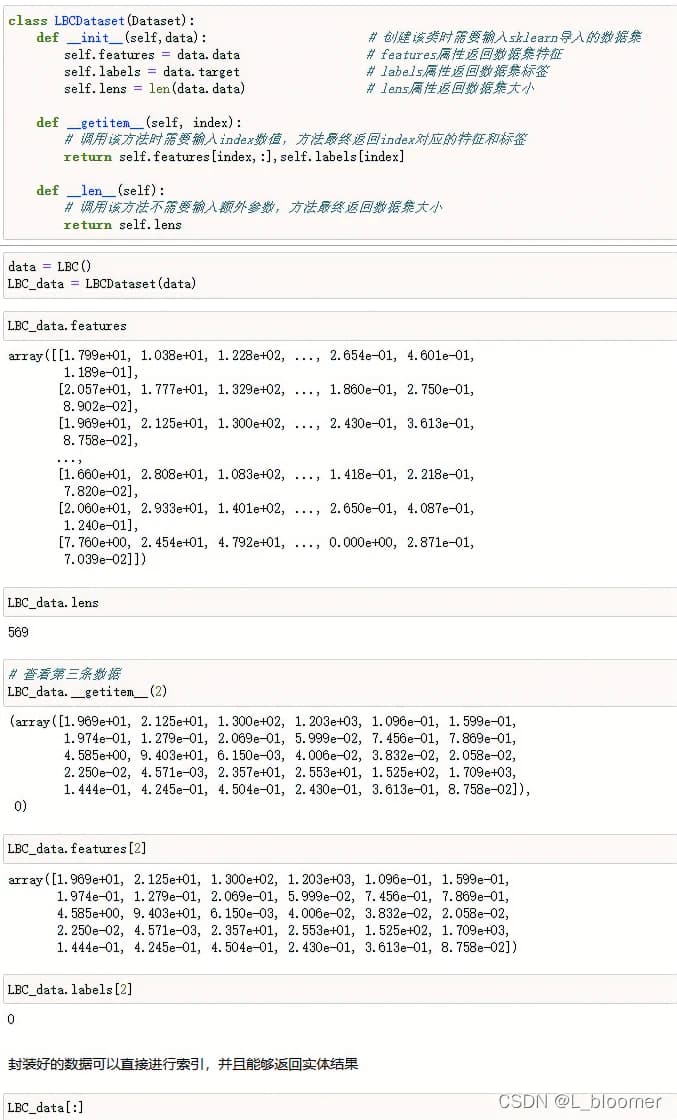 class LBCDataset(Dataset):
    def __init__(self,data):                       # 创建该类时需要输入sklearn导入的数据集
        self.features = data.data                  # features属性返回数据集特征
        self.labels = data.target                  # labels属性返回数据集标签
        self.lens = len(data.data)                 # lens属性返回数据集大小
    def __getitem__(self, index):
        # 调用该方法时需要输入index数值，方法最终返回index对应的特征和标签
        return self.features[index,:],self.labels[index]
    def __len__(self):
        # 调用该方法不需要输入额外参数，方法最终返回数据集大小
        return self.lens
data = LBC()
LBC_data = LBCDataset(data)
LBC_data.features
array([[1.799e+01, 1.038e+01, 1.228e+02, ..., 2.654e-01, 4.601e-01,
        1.189e-01],
       [2.057e+01, 1.777e+01, 1.329e+02, ..., 1.860e-01, 2.750e-01,
        8.902e-02],
       [1.969e+01, 2.125e+01, 1.300e+02, ..., 2.430e-01, 3.613e-01,
        8.758e-02],
       ...,
       [1.660e+01, 2.808e+01, 1.083e+02, ..., 1.418e-01, 2.218e-01,
        7.820e-02],
       [2.060e+01, 2.933e+01, 1.401e+02, ..., 2.650e-01, 4.087e-01,
        1.240e-01],
       [7.760e+00, 2.454e+01, 4.792e+01, ..., 0.000e+00, 2.871e-01,
        7.039e-02]])
LBC_data.lens
569
# 查看第三条数据
LBC_data.__getitem__(2)
(array([1.969e+01, 2.125e+01, 1.300e+02, 1.203e+03, 1.096e-01, 1.599e-01,
        1.974e-01, 1.279e-01, 2.069e-01, 5.999e-02, 7.456e-01, 7.869e-01,
        4.585e+00, 9.403e+01, 6.150e-03, 4.006e-02, 3.832e-02, 2.058e-02,
        2.250e-02, 4.571e-03, 2.357e+01, 2.553e+01, 1.525e+02, 1.709e+03,
        1.444e-01, 4.245e-01, 4.504e-01, 2.430e-01, 3.613e-01, 8.758e-02]),
 0)
LBC_data.features[2]
array([1.969e+01, 2.125e+01, 1.300e+02, 1.203e+03, 1.096e-01, 1.599e-01,
       1.974e-01, 1.279e-01, 2.069e-01, 5.999e-02, 7.456e-01, 7.869e-01,
       4.585e+00, 9.403e+01, 6.150e-03, 4.006e-02, 3.832e-02, 2.058e-02,
       2.250e-02, 4.571e-03, 2.357e+01, 2.553e+01, 1.525e+02, 1.709e+03,
       1.444e-01, 4.245e-01, 4.504e-01, 2.430e-01, 3.613e-01, 8.758e-02])
LBC_data.labels[2]
0
封装好的数据可以直接进行索引，并且能够返回实体结果
LBC_data[:]
CSDN @L_bloomer